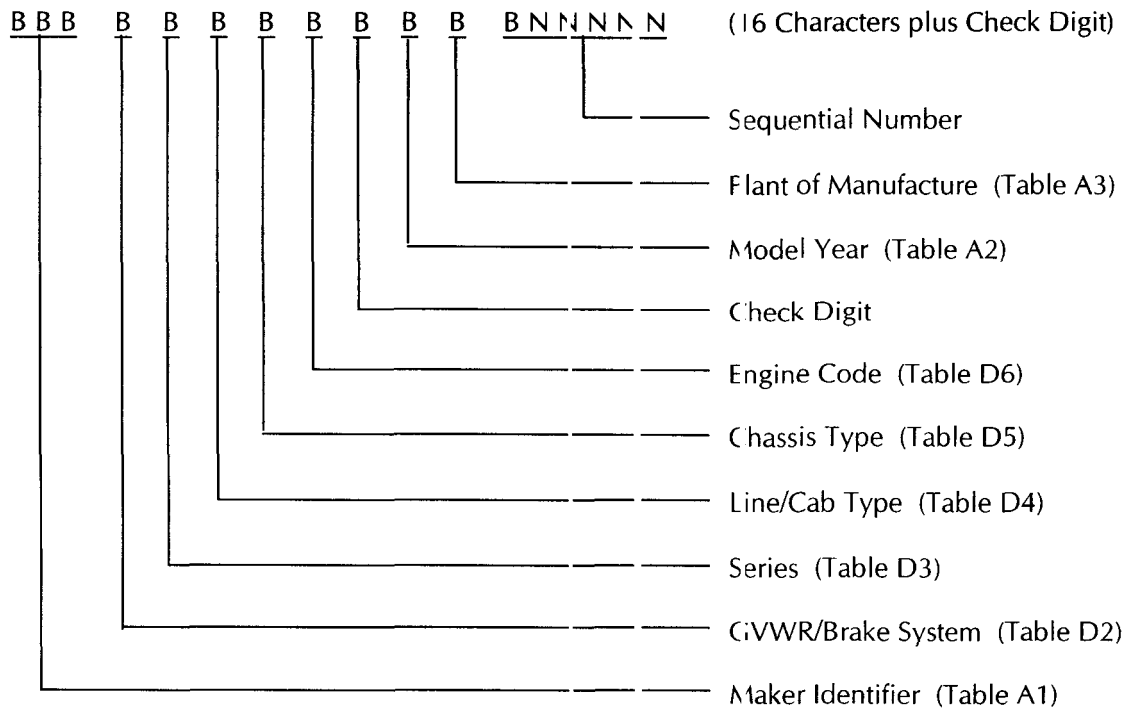 B B B B B B B B B B B B N N N N N (16 Characters plus Check Digit)
Sequential Number
Plant of Manufacture (Table A3)
Model Year (Table A2)
Check Digit
Engine Code (Table D6)
Chassis Type (Table D5)
Line/Cab Type (Table D4)
Series (Table D3)
GVWR/Brake System (Table D2)
Maker Identifier (Table A1)